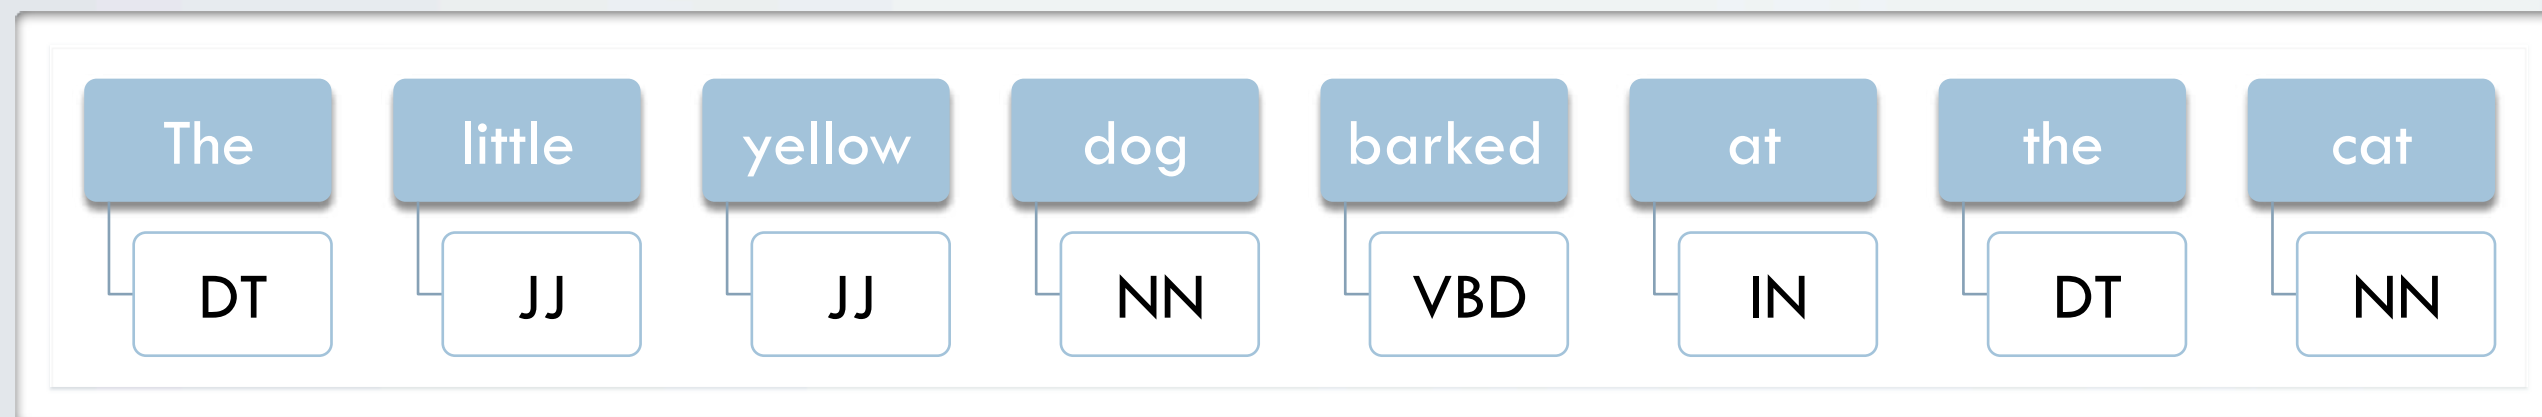 The little yellow dog barked at the cat
DT JJ JJ NN VBD IN DT NN